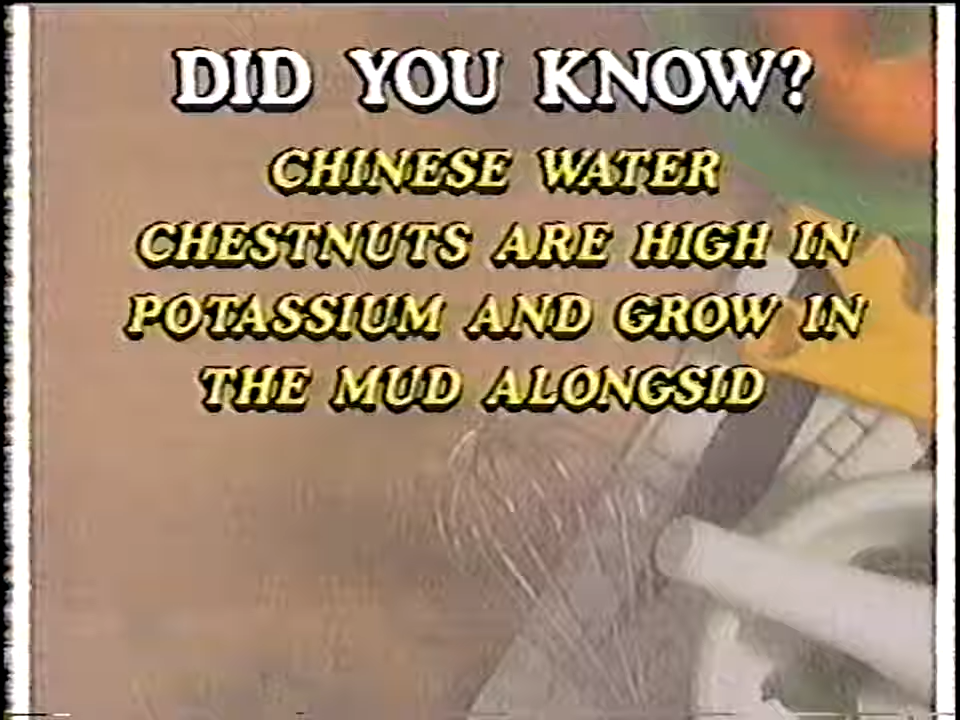 DID YOU KNOW?
CHINESE WATER
CHESTNUTS ARE HIGH IN
POTASSIUM AND GROW IN
THE MUD ALONGSID